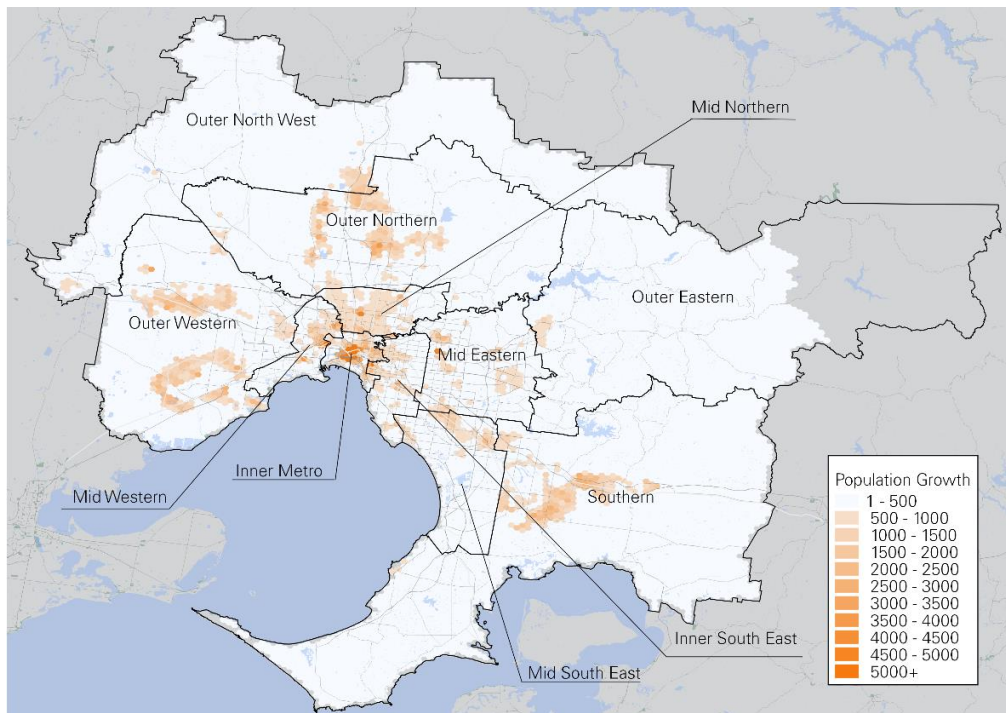 Mid Northern
Outer North West
Outer Northern
Outer Eastern
Outer Western
Mid Eastern
Inner Metro
Mid Western
Southern
Inner South East
Mid South East
Population Growth
1 - 500
500 - 1000
1000 - 1500
1500 - 2000
2000 - 2500
2500 - 3000
3000 - 3500
3500 - 4000
4000 - 4500
4500 - 5000
5000+